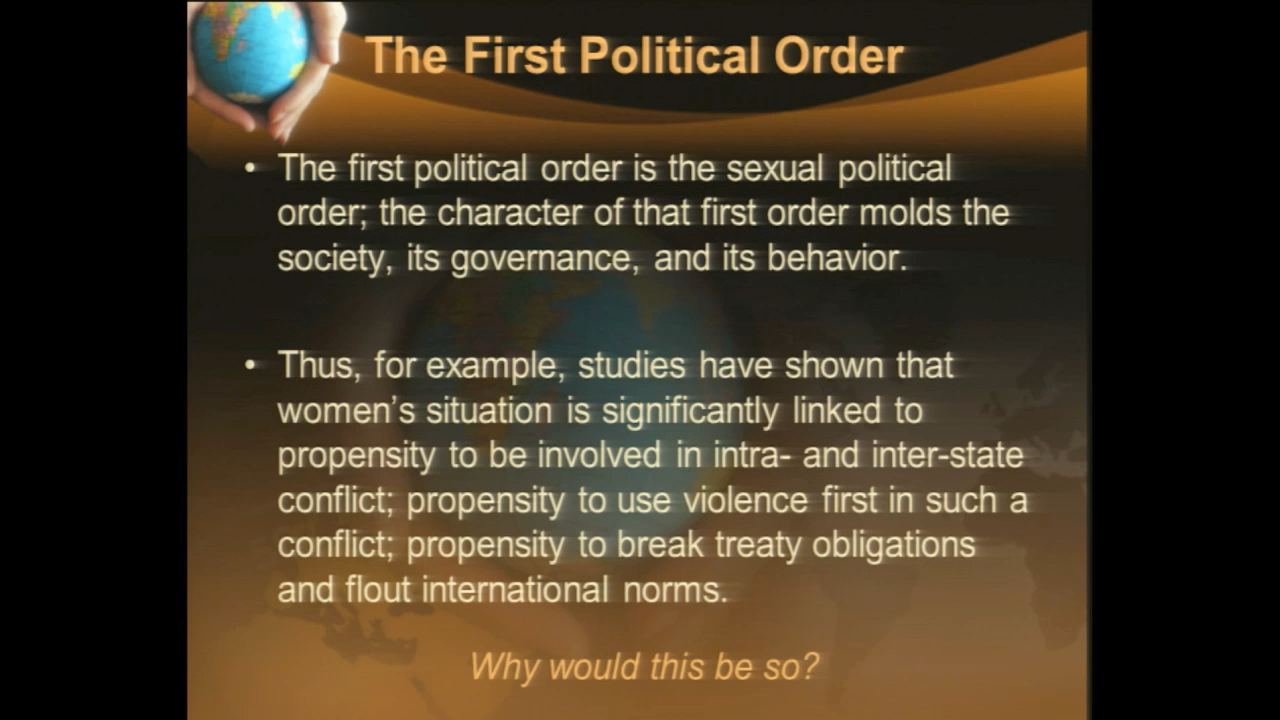 The First Political Order
• The first political order is the sexual political
order; the character of that first order molds the
society, its governance, and its behavior.
• Thus, for example, studies have shown that
women’s situation is significantly linked to
propensity to be involved in intra- and inter-state
conflict; propensity to use violence first in such a
conflict; propensity to break treaty obligations
and flout international norms.
Why would this be so?